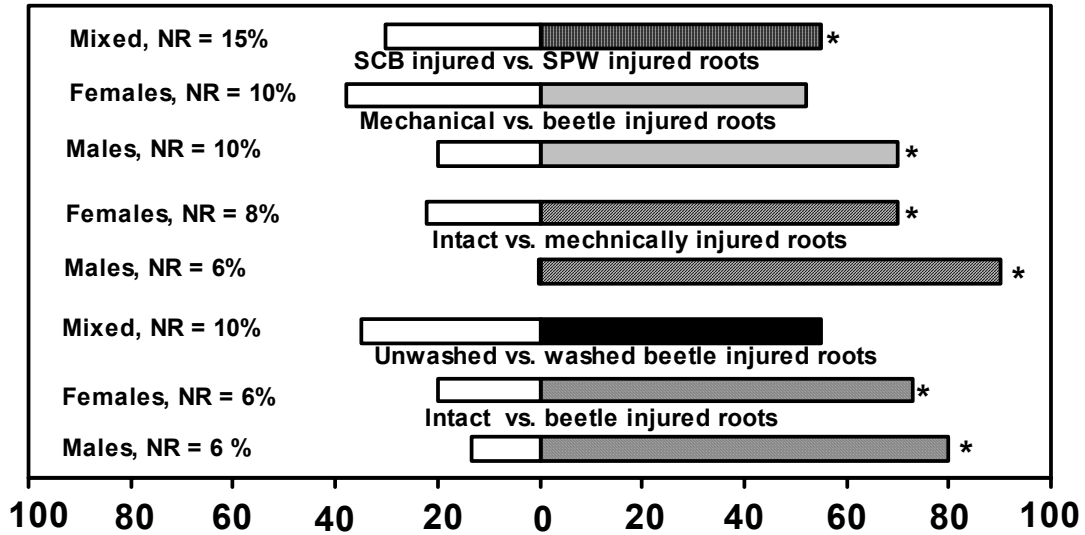 Mixed, NR = 15% *
SCB injured vs. SPW injured roots
Females, NR = 10%
Mechanical vs. beetle injured roots
Males, NR = 10% *
Females, NR = 8% *
Intact vs. mechnically injured roots
Males, NR = 6% *
Mixed, NR = 10%
Unwashed vs. washed beetle injured roots
Females, NR = 6% *
Intact vs. beetle injured roots
Males, NR = 6 % *
100 80 60 40 20 0 20 40 60 80 100